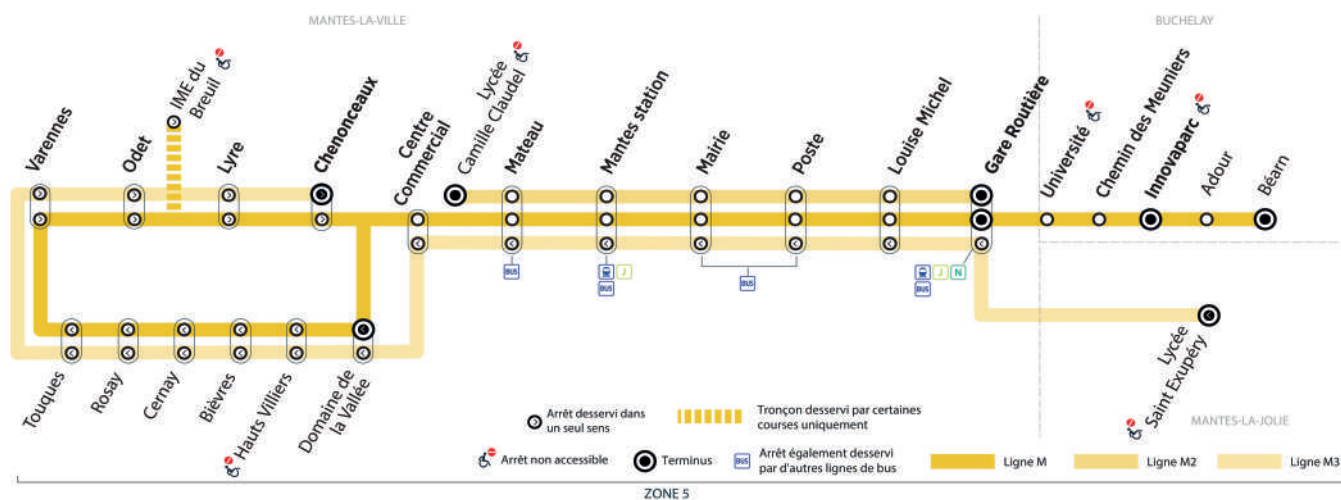 MANTES-LA-VILLE
BUCHELAY
Varennes
Odet
IME du
Breuil
Lyre
Chenonceaux
Centre
Commercial
Lycée
Camille Claudel
Mateau
Mantes station
Mairie
Poste
Louise Michel
Gare Routière
Université
Chemin des Meuniers
Innovaparc
Adour
Béarn
BUS
J
BUS
BUS
J
N
BUS
Touques
Rosay
Cernay
Bièvres
Hauts Villiers
Domaine de
la Vallée
Lycée
Saint Exupéry
MANTES-LA-JOLIE
Arrêt desservi dans
un seul sens
Tronçon desservi par certaines
courses uniquement
Arrêt non accessible
Terminus
BUS
Arrêt également desservi
par d'autres lignes de bus
Ligne M
Ligne M2
Ligne M3
ZONE 5